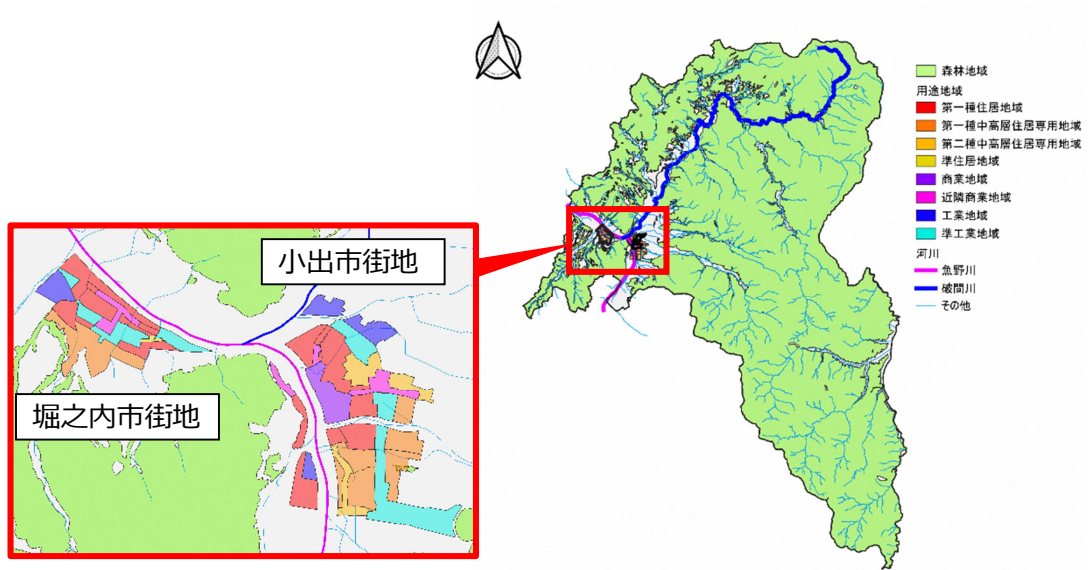 森林地域
用途地域
第一種住居地域
第一種中高層住居専用地域
第二種中高層住居専用地域
準住居地域
商業地域
近隣商業地域
工業地域
準工業地域
河川
魚野川
破間川
その他
小出市街地
堀之内市街地